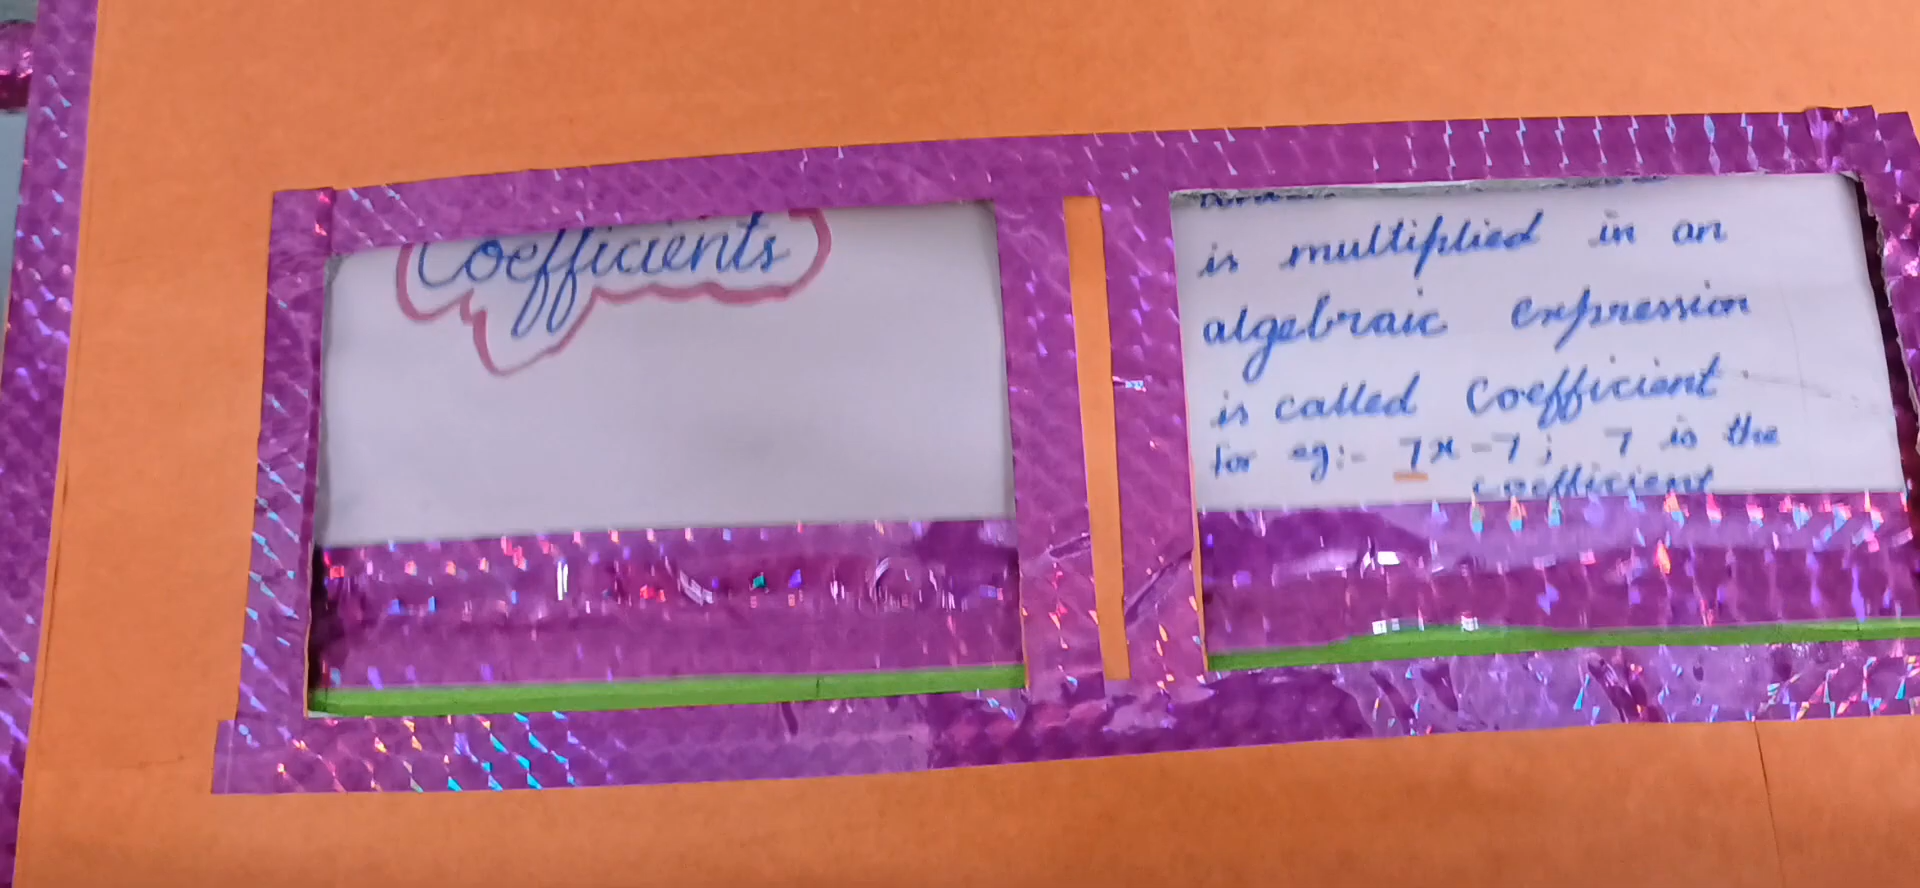 Coefficients
is multiplied in an
algebraic expression
is called coefficient
for eg:- 7x-7; 7 is the
coefficient